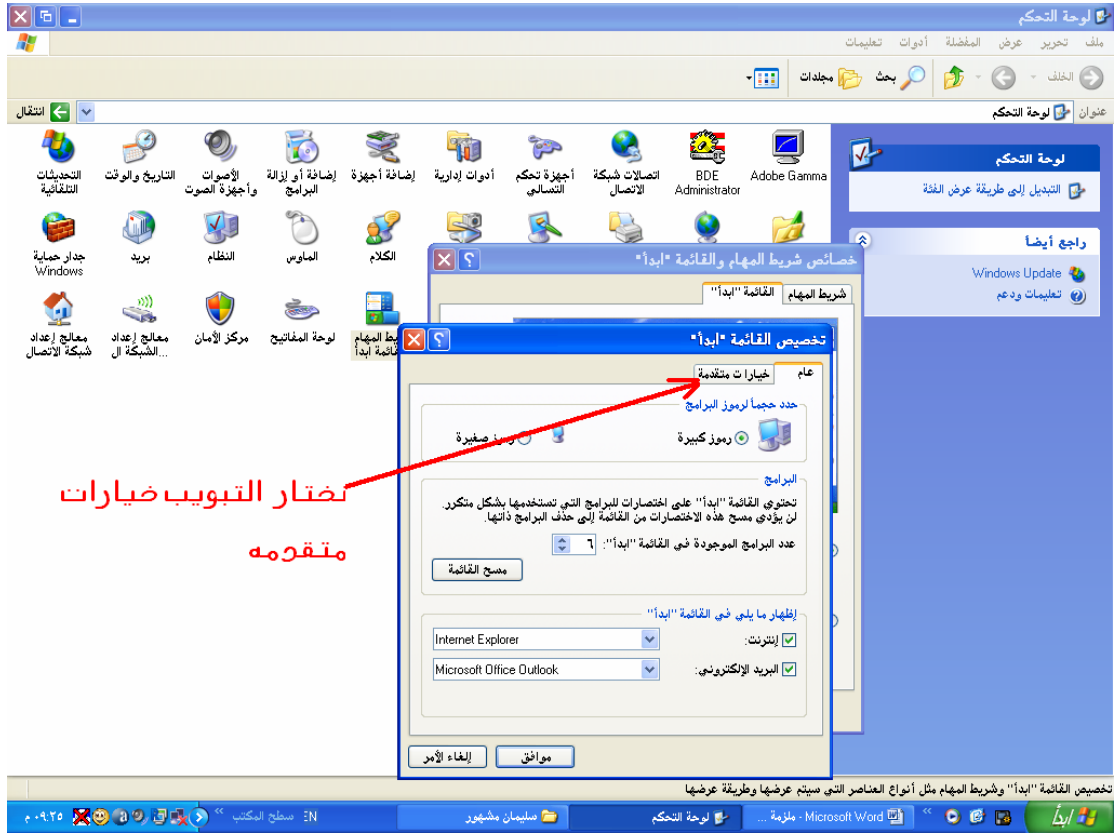 لوحة التحكم
ملف تحرير عرض المفضلة أدوات تعليمات
الخلف بحث مجلدات
عنوان لوحة التحكم انتقال
لوحة التحكم
التبديل إلى طريقة عرض الفئة
راجع أيضاً
Windows Update
تعليمات ودعم
Adobe Gamma
BDE Administrator
اتصالات شبكة الاتصال
أجهزة تحكم التسالي
أدوات إدارية
إضافة أجهزة
إضافة أو إزالة البرامج
الأصوات وأجهزة الصوت
التاريخ والوقت
التحديثات التلقائية
الكلام
الماوس
النظام
بريد
جدار حماية Windows
يط المهام
قائمة ابدأ
لوحة المفاتيح
مركز الأمان
معالج إعداد الشبكة ال...
معالج إعداد شبكة الاتصال
خصائص شريط المهام والقائمة "ابدأ"
شريط المهام القائمة "ابدأ"
تخصيص القائمة "ابدأ"
عام خيارات متقدمة
حدد حجماً لرموز البرامج
رموز كبيرة رموز صغيرة
البرامج
تحتوي القائمة "ابدأ" على اختصارات للبرامج التي تستخدمها بشكل متكرر.
لن يؤدي مسح هذه الاختصارات من القائمة إلى حذف البرامج ذاتها.
عدد البرامج الموجودة في القائمة "ابدأ": ٦
مسح القائمة
إظهار ما يلي في القائمة "ابدأ"
إنترنت: Internet Explorer
البريد الإلكتروني: Microsoft Office Outlook
موافق إلغاء الأمر
نختار التبويب خيارات
متقدمه
تخصيص القائمة "ابدأ" وشريط المهام مثل أنواع العناصر التي سيتم عرضها وطريقة عرضها
ابدأ
ملزمة - Microsoft Word ...
لوحة التحكم
سليمان مشهور
سطح المكتب
٠٩:٢٥ م